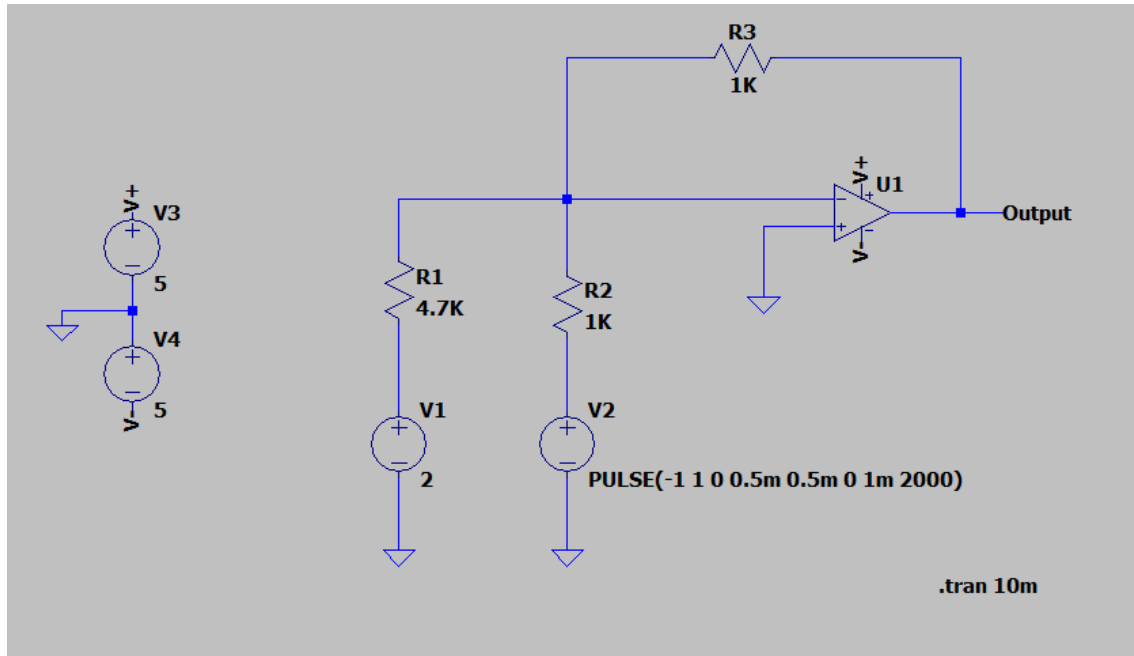 R3
1K
V+
U1
V+
V3
Output
V-
5
R1
4.7K
R2
1K
V4
5
V-
V1
2
V2
PULSE(-1 1 0 0.5m 0.5m 0 1m 2000)
.tran 10m